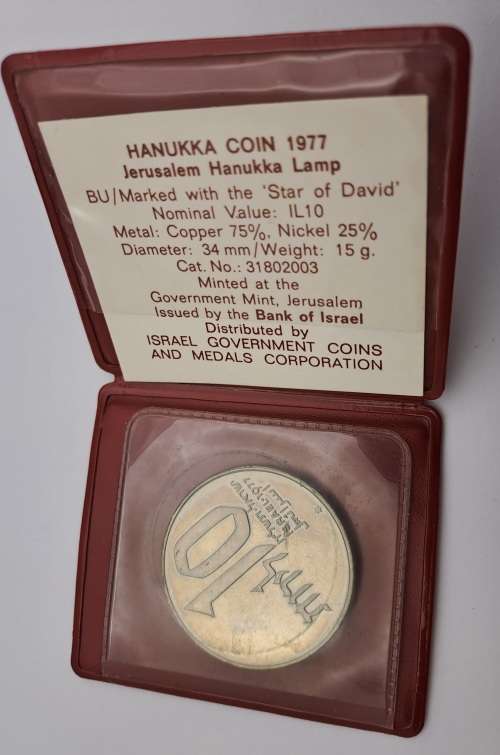 HANUKKA COIN 1977
Jerusalem Hanukka Lamp
BU/Marked with the 'Star of David'
Nominal Value: IL10
Metal: Copper 75%, Nickel 25%
Diameter: 34 mm/Weight: 15 g.
Cat. No.: 31802003
Minted at the
Government Mint, Jerusalem
Issued by the Bank of Israel
Distributed by
ISRAEL GOVERNMENT COINS
AND MEDALS CORPORATION
10
ISRAEL 1977